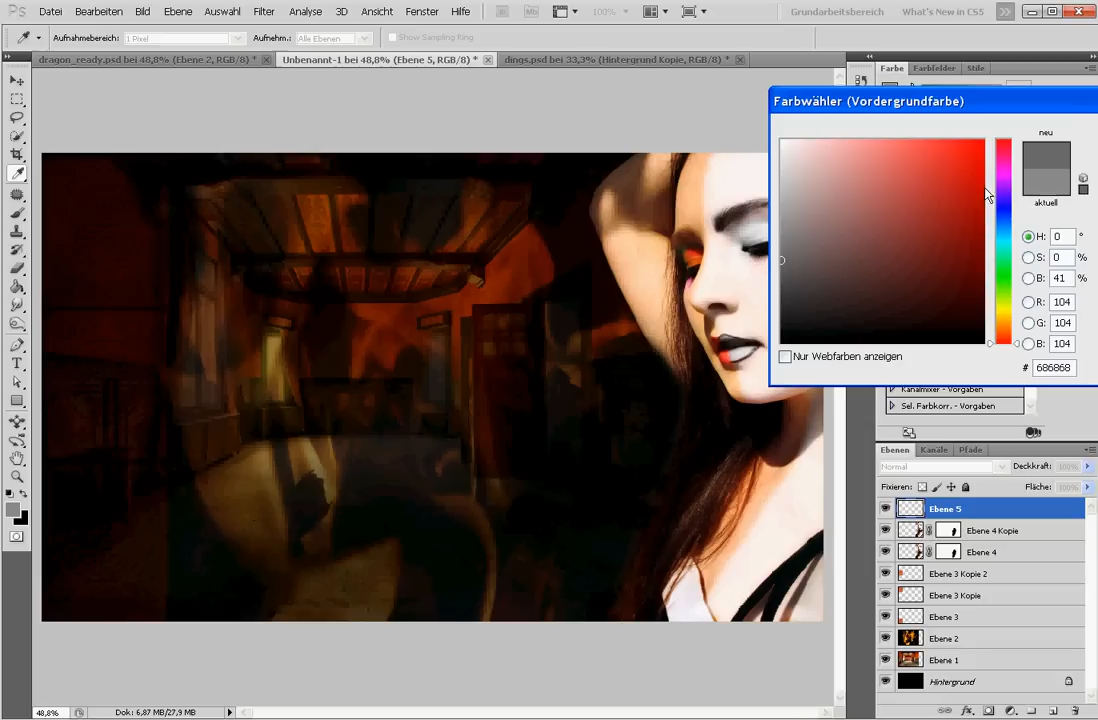 Ps Datei Bearbeiten Bild Ebene Auswahl Filter Analyse 3D Ansicht Fenster Hilfe Br Mb 100% Grundarbeitsbereich What's New in CS5 >>
Aufnahmebereich: 1 Pixel Aufnehm.: Alle Ebenen Show Sampling Ring
dragon_ready.psd bei 48,8% (Ebene 2, RGB/8) * Unbenannt-1 bei 48,8% (Ebene 5, RGB/8) * dings.psd bei 33,3% (Hintergrund Kopie, RGB/8) *
Farbe Farbfelder Stile
Farbwähler (Vordergrundfarbe)
neu
aktuell
H: 0 °
S: 0 %
B: 41 %
R: 104
G: 104
B: 104
Nur Webfarben anzeigen
# 686868
Kanalmixer - Vorgaben
Sel. Farbkorr. - Vorgaben
Ebenen Kanäle Pfade
Normal Deckkraft: 100%
Fixieren: Fläche: 100%
Ebene 5
Ebene 4 Kopie
Ebene 4
Ebene 3 Kopie 2
Ebene 3 Kopie
Ebene 3
Ebene 2
Ebene 1
Hintergrund
48,8% Dok: 6,87 MB/27,9 MB